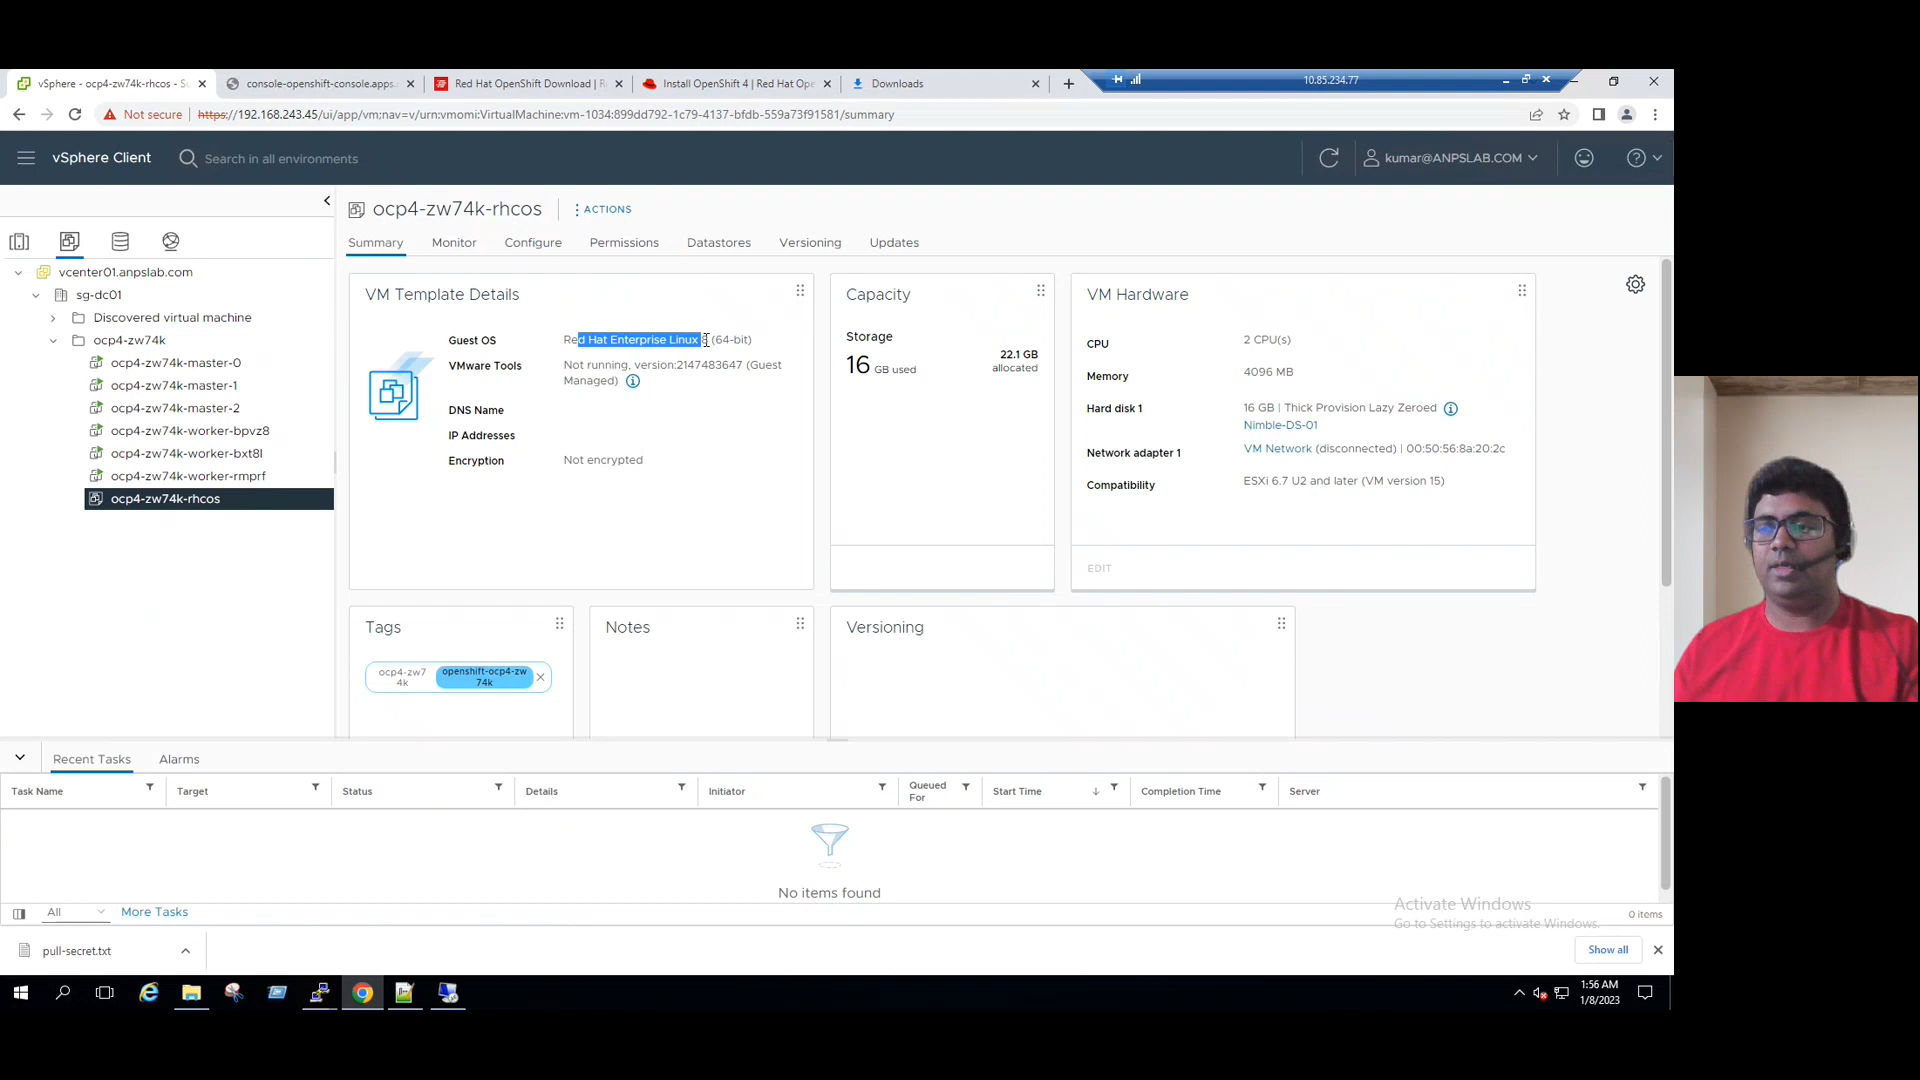 vSphere - ocp4-zw74k-rhcos - Su
console-openshift-console.apps.
Red Hat OpenShift Download | R
Install OpenShift 4 | Red Hat Ope
Downloads
10.85.234.77
Not secure
https://192.168.243.45/ui/app/vm;nav=v/urn:vmomi:VirtualMachine:vm-1034:899dd792-1c79-4137-bfdb-559a73f91581/summary
vSphere Client
Search in all environments
kumar@ANPSLAB.COM
ocp4-zw74k-rhcos
ACTIONS
Summary
Monitor
Configure
Permissions
Datastores
Versioning
Updates
vcenter01.anpslab.com
sg-dc01
Discovered virtual machine
ocp4-zw74k
ocp4-zw74k-master-0
ocp4-zw74k-master-1
ocp4-zw74k-master-2
ocp4-zw74k-worker-bpvz8
ocp4-zw74k-worker-bxt8l
ocp4-zw74k-worker-rmprf
ocp4-zw74k-rhcos
VM Template Details
Guest OS
Red Hat Enterprise Linux 8 (64-bit)
VMware Tools
Not running, version:2147483647 (Guest
Managed)
DNS Name
IP Addresses
Encryption
Not encrypted
Capacity
Storage
16 GB used
22.1 GB
allocated
VM Hardware
CPU
2 CPU(s)
Memory
4096 MB
Hard disk 1
16 GB | Thick Provision Lazy Zeroed
Nimble-DS-01
Network adapter 1
VM Network (disconnected) | 00:50:56:8a:20:2c
Compatibility
ESXi 6.7 U2 and later (VM version 15)
EDIT
Tags
ocp4-zw7
4k
openshift-ocp4-zw
74k
Notes
Versioning
Recent Tasks
Alarms
Task Name
Target
Status
Details
Initiator
Queued
For
Start Time
Completion Time
Server
No items found
All
More Tasks
Activate Windows
Go to Settings to activate Windows.
0 items
pull-secret.txt
Show all
1:56 AM
1/8/2023